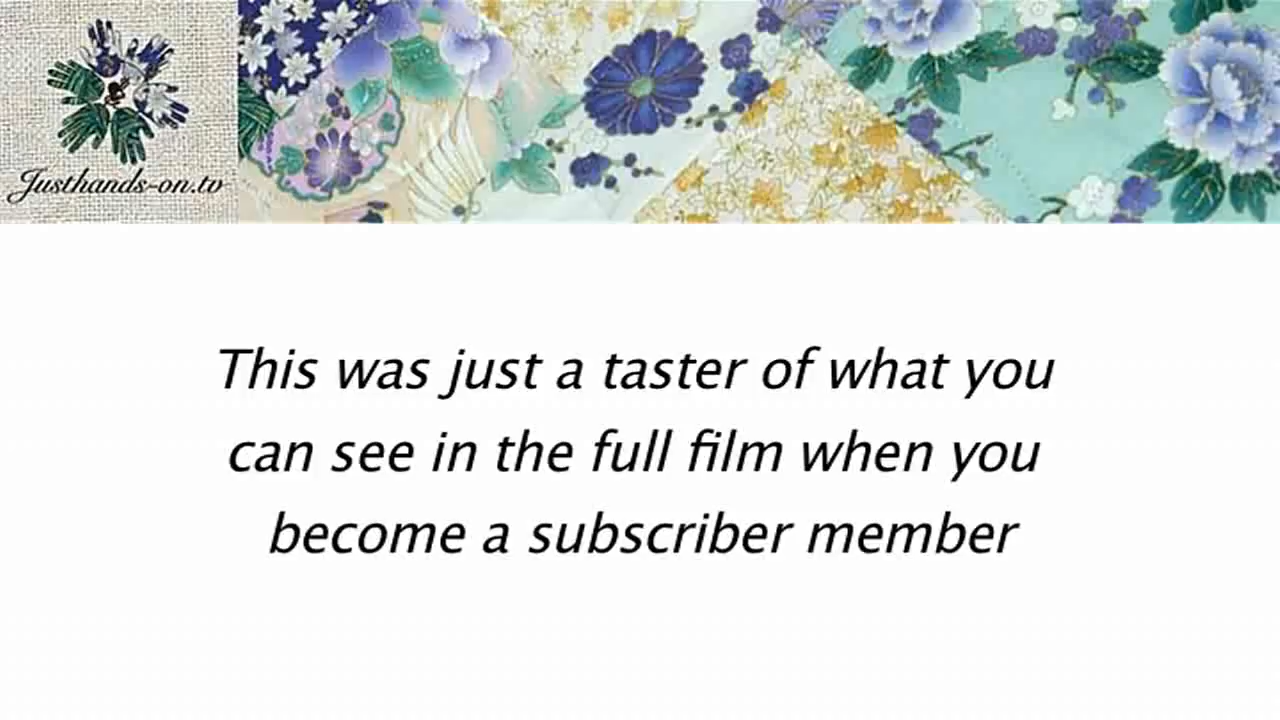 Justhands-on.tv
This was just a taster of what you
can see in the full film when you
become a subscriber member